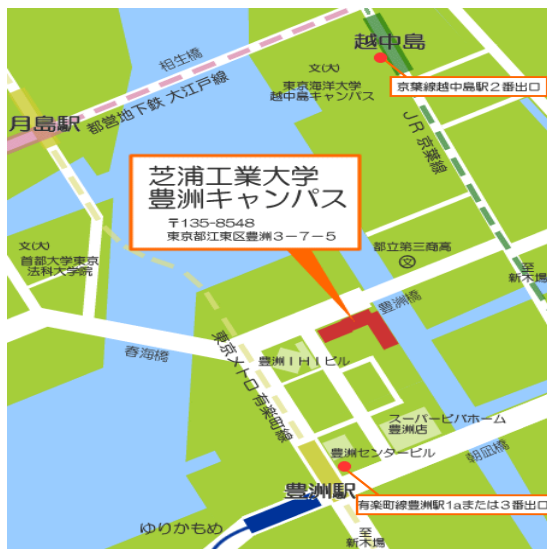 越中島
相生橋
文(大)
東京海洋大学
越中島キャンパス
京葉線越中島駅2番出口
月島駅
都営地下鉄 大江戸線
JR 京葉線
芝浦工業大学
豊洲キャンパス
〒135-8548
東京都江東区豊洲3-7-5
文(大)
首都大学東京
法科大学院
都立第三商高
文
至
新木場
豊洲橋
春海橋
東京メトロ 有楽町線
豊洲IHIビル
スーパービバホーム
豊洲店
豊洲センタービル
朝凪橋
豊洲駅
有楽町線豊洲駅1aまたは3番出口
ゆりかもめ
至
新木場